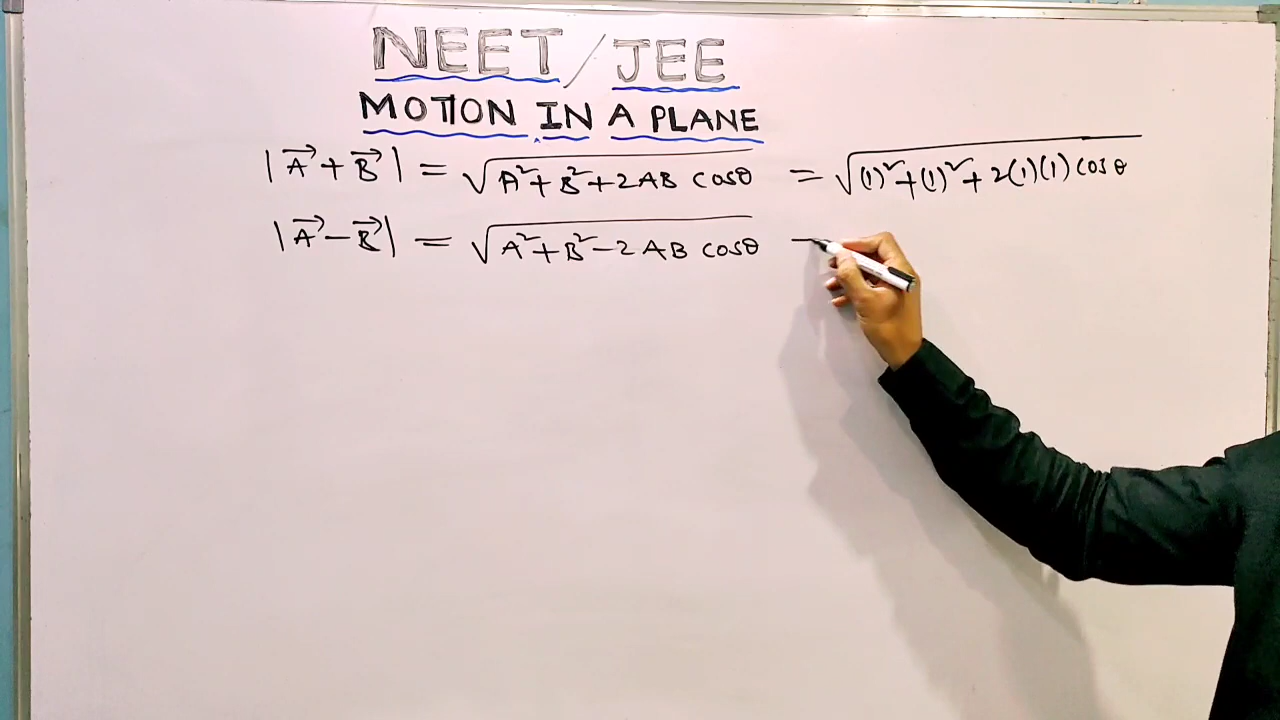 NEET/JEE
MOTION IN A PLANE
|A⃗ + B⃗| = √(A² + B² + 2AB cosθ) = √((1)² + (1)² + 2(1)(1) cosθ)
|A⃗ − B⃗| = √(A² + B² − 2AB cosθ) −